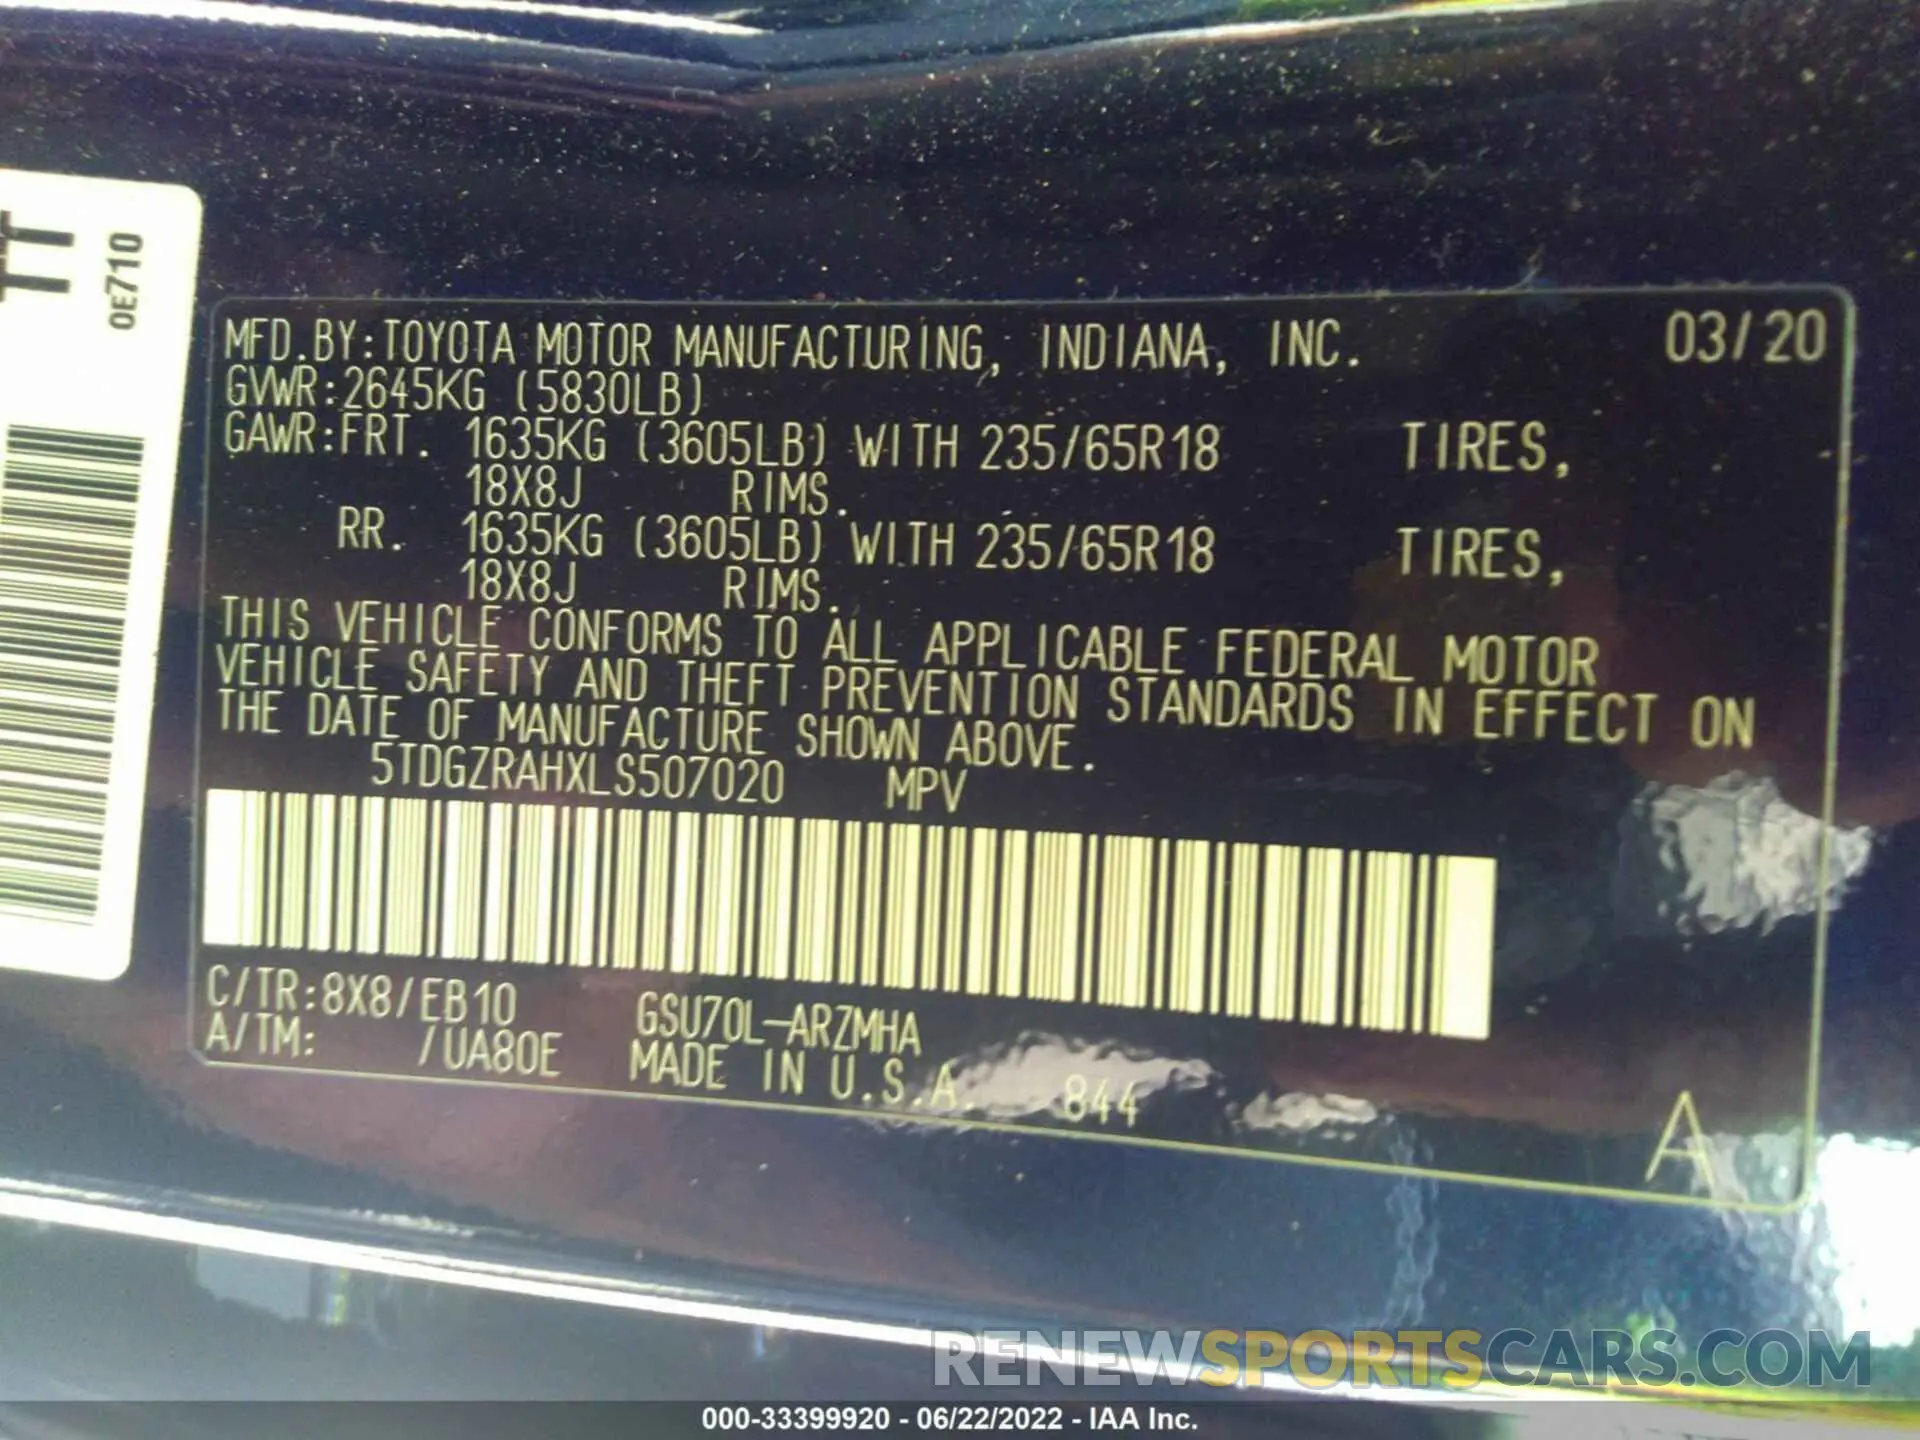 TT
0E710
MFD.BY:TOYOTA MOTOR MANUFACTURING, INDIANA, INC. 03/20
GVWR:2645KG (5830LB)
GAWR:FRT. 1635KG (3605LB) WITH 235/65R18 TIRES,
18X8J RIMS.
RR. 1635KG (3605LB) WITH 235/65R18 TIRES,
18X8J RIMS.
THIS VEHICLE CONFORMS TO ALL APPLICABLE FEDERAL MOTOR
VEHICLE SAFETY AND THEFT PREVENTION STANDARDS IN EFFECT ON
THE DATE OF MANUFACTURE SHOWN ABOVE.
5TDGZRAHXLS507020 MPV
C/TR:8X8/EB10 GSU70L-ARZMHA
A/TM: /UA80E MADE IN U.S.A. 844
A
RENEWSPORTSCARS.COM
000-33399920 - 06/22/2022 - IAA Inc.